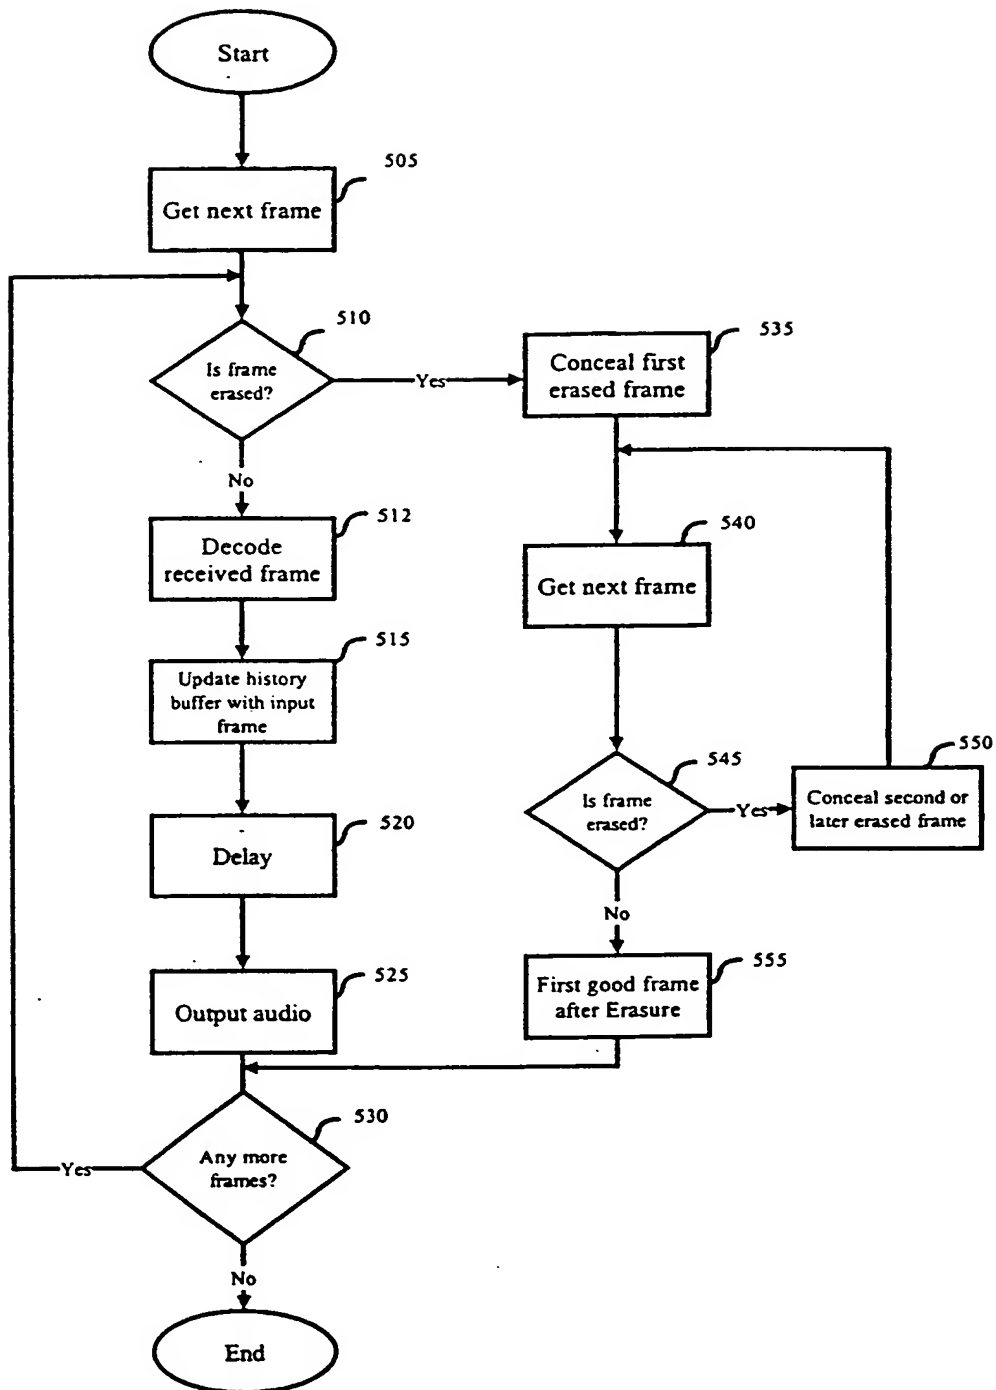 Start
505
Get next frame
510
Is frame
erased?
Yes
535
Conceal first
erased frame
No
512
Decode
received frame
540
Get next frame
515
Update history
buffer with input
frame
545
Is frame
erased?
Yes
550
Conceal second or
later erased frame
520
Delay
No
525
Output audio
555
First good frame
after Erasure
530
Any more
frames?
Yes
No
End